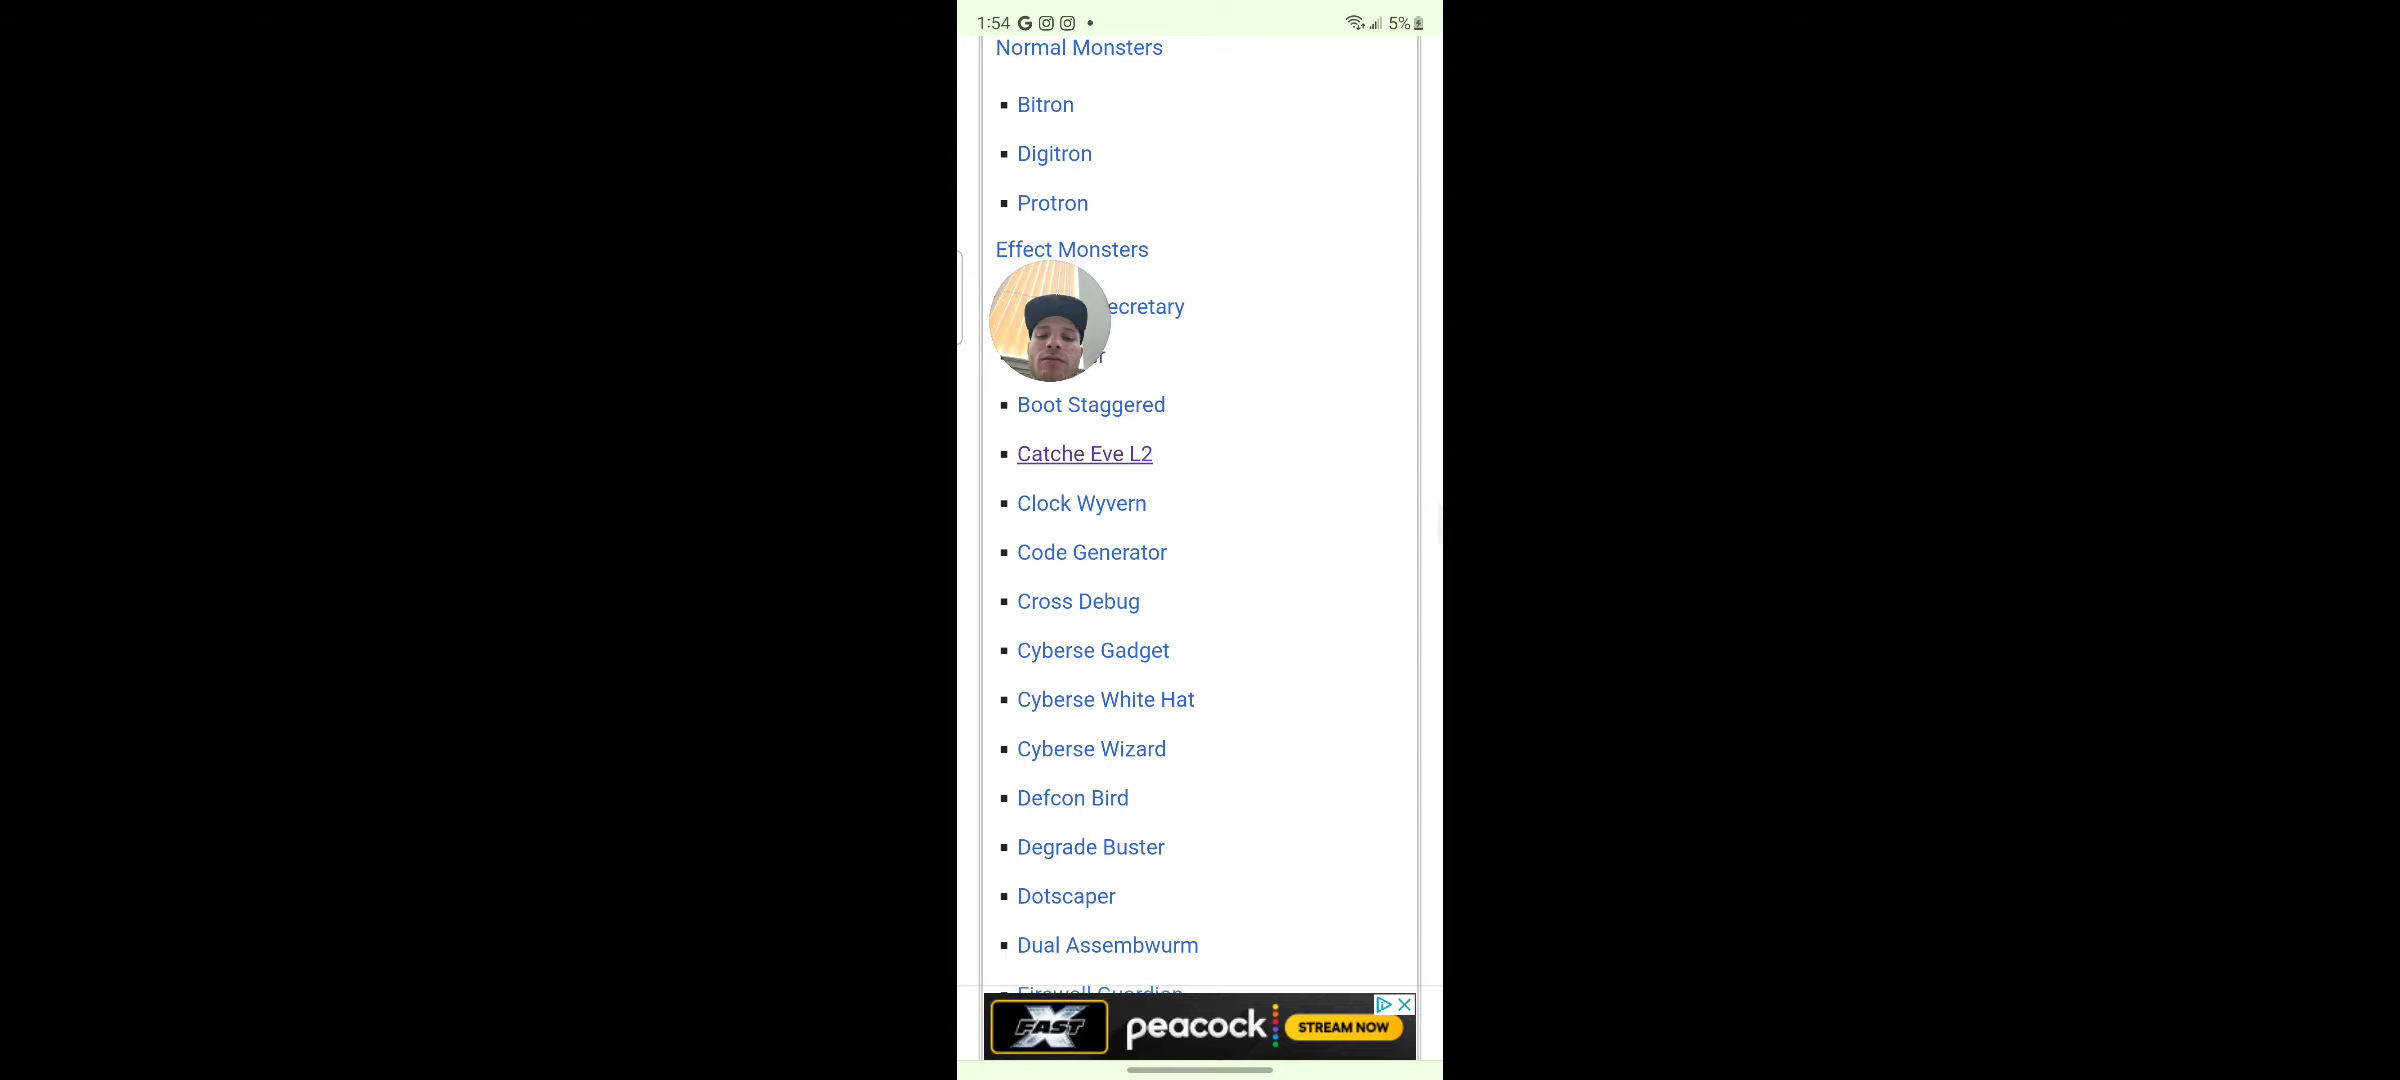 1:54
5%
Normal Monsters
Bitron
Digitron
Protron
Effect Monsters
ecretary
r
Boot Staggered
Catche Eve L2
Clock Wyvern
Code Generator
Cross Debug
Cyberse Gadget
Cyberse White Hat
Cyberse Wizard
Defcon Bird
Degrade Buster
Dotscaper
Dual Assembwurm
Firewall Guardian
FAST X peacock STREAM NOW